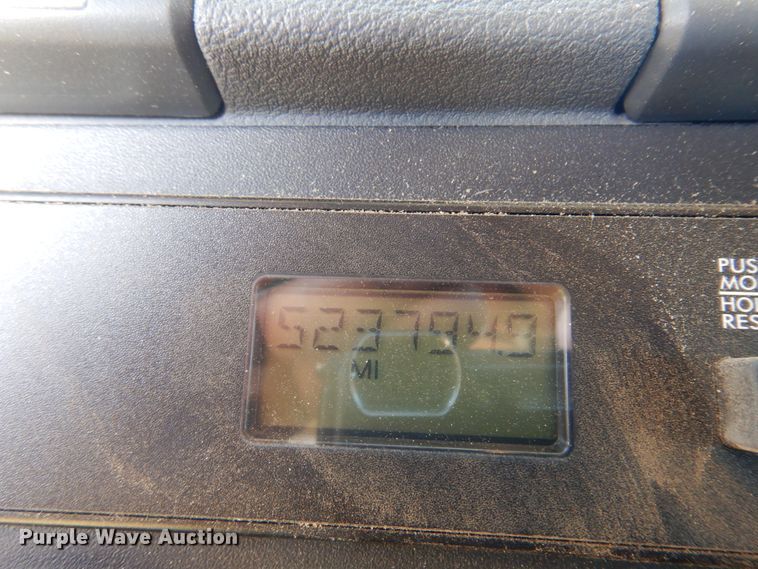 PUS
MO
HO
RES
523794.9
MI
Purple Wave Auction